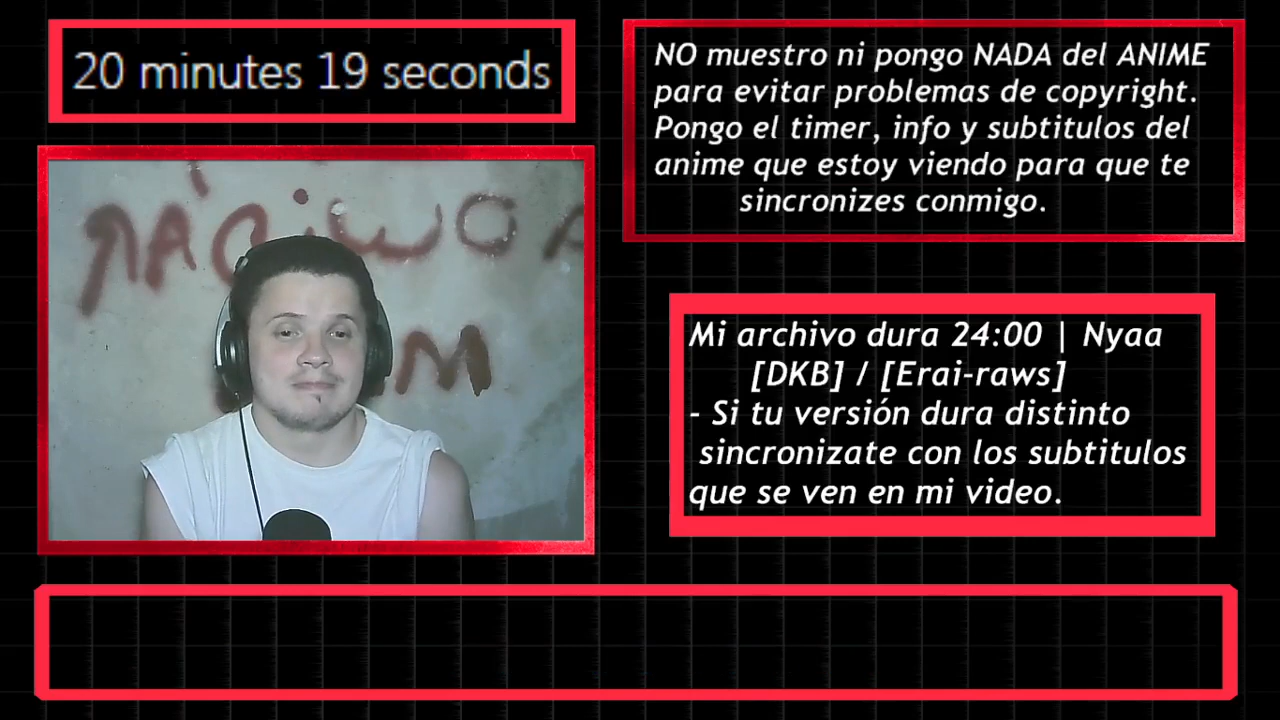 20 minutes 19 seconds
NO muestro ni pongo NADA del ANIME
para evitar problemas de copyright.
Pongo el timer, info y subtitulos del
anime que estoy viendo para que te
sincronizes conmigo.
Mi archivo dura 24:00 | Nyaa
[DKB] / [Erai-raws]
- Si tu versión dura distinto
sincronizate con los subtitulos
que se ven en mi video.